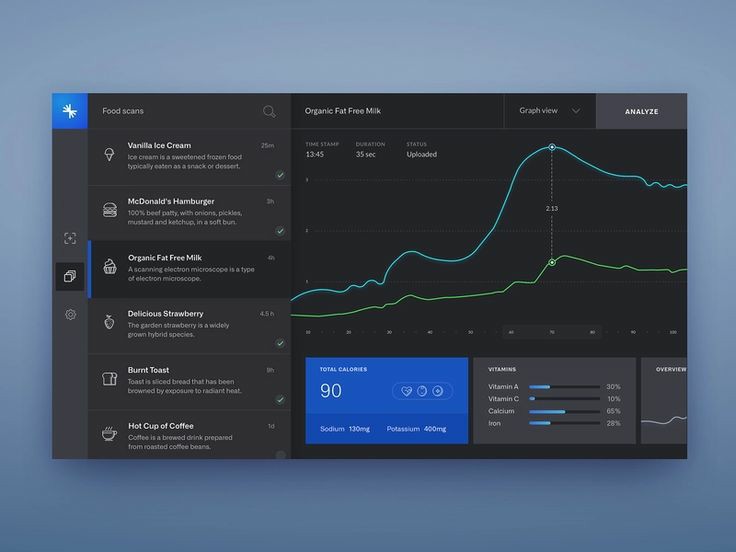 Food scans
Organic Fat Free Milk
Graph view
ANALYZE
Vanilla Ice Cream 25m
Ice cream is a sweetened frozen food
typically eaten as a snack or dessert.
McDonald's Hamburger 3h
100% beef patty, with onions, pickles,
mustard and ketchup, in a soft bun.
Organic Fat Free Milk 4h
A scanning electron microscope is a type
of electron microscope.
Delicious Strawberry 4.5 h
The garden strawberry is a widely
grown hybrid species.
Burnt Toast 9h
Toast is sliced bread that has been
browned by exposure to radiant heat.
Hot Cup of Coffee 1d
Coffee is a brewed drink prepared
from roasted coffee beans.
TIME STAMP DURATION STATUS
13:45 35 sec Uploaded
3
2.13
2
1
10 20 30 40 50 60 70 80 90 100
TOTAL CALORIES
90
Sodium 130mg Potassium 400mg
VITAMINS
Vitamin A 30%
Vitamin C 10%
Calcium 65%
Iron 28%
OVERVIEW